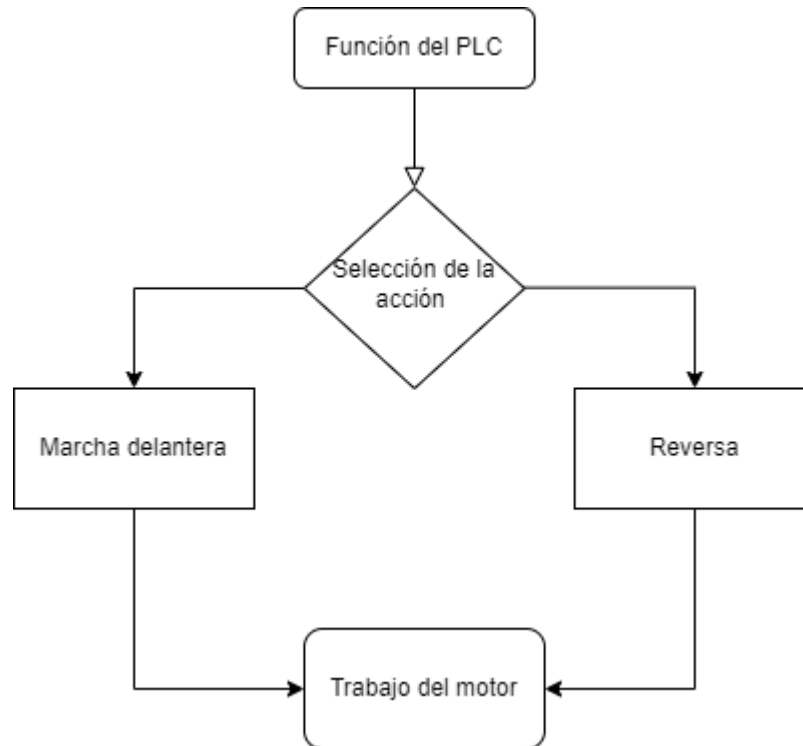 Función del PLC
Selección de la
acción
Marcha delantera
Reversa
Trabajo del motor